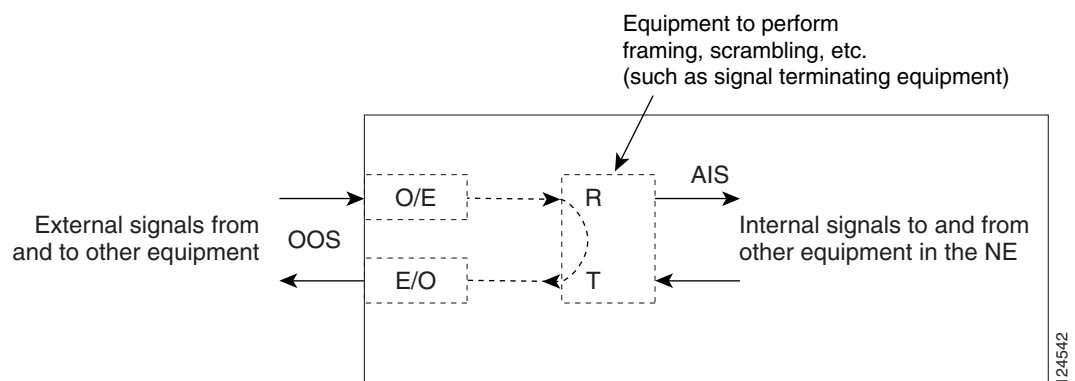 Equipment to perform
framing, scrambling, etc.
(such as signal terminating equipment)
O/E
R
AIS
External signals from
and to other equipment
OOS
Internal signals to and from
other equipment in the NE
E/O
T
124542